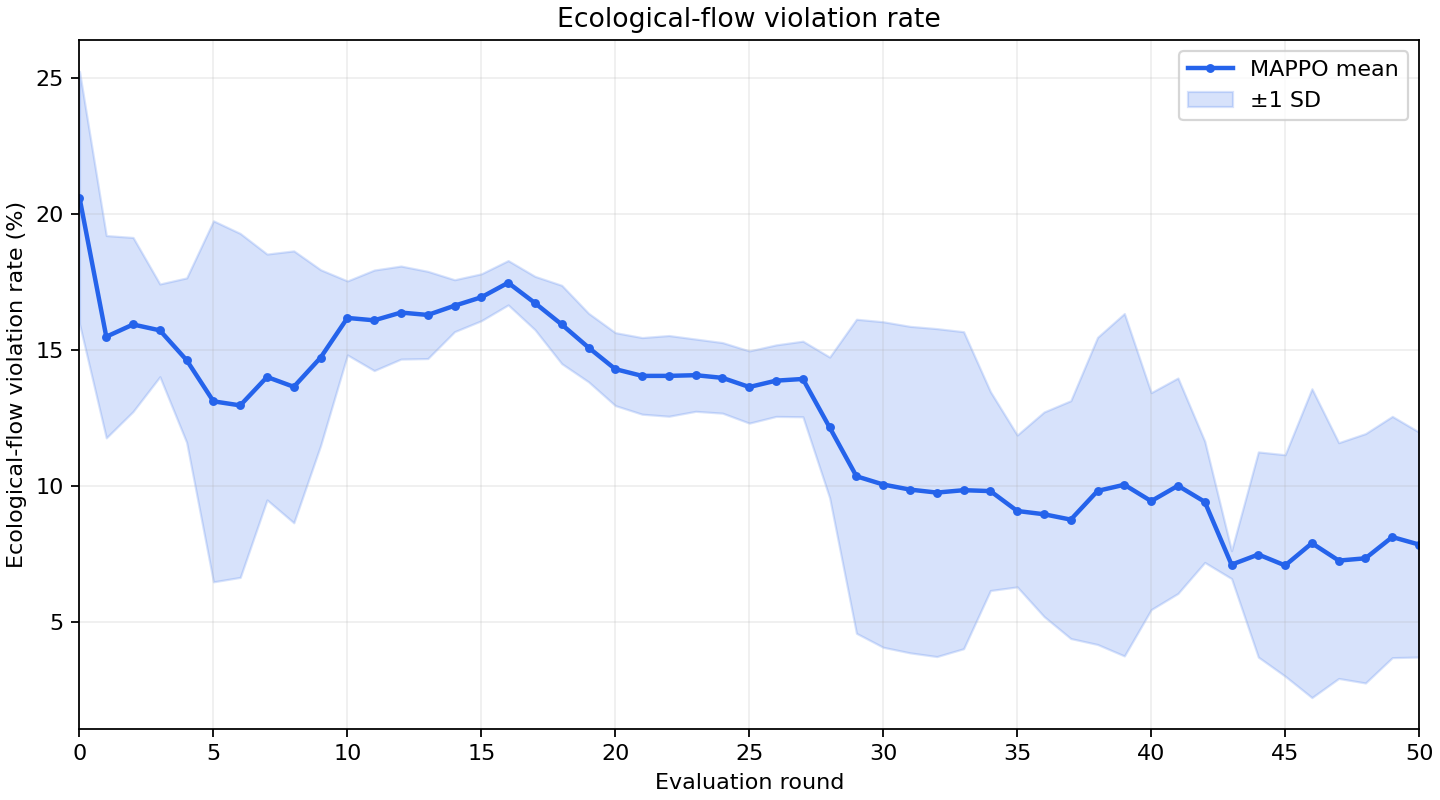 Ecological-flow violation rate
MAPPO mean
±1 SD
Ecological-flow violation rate (%)
25
20
15
10
5
0 5 10 15 20 25 30 35 40 45 50
Evaluation round